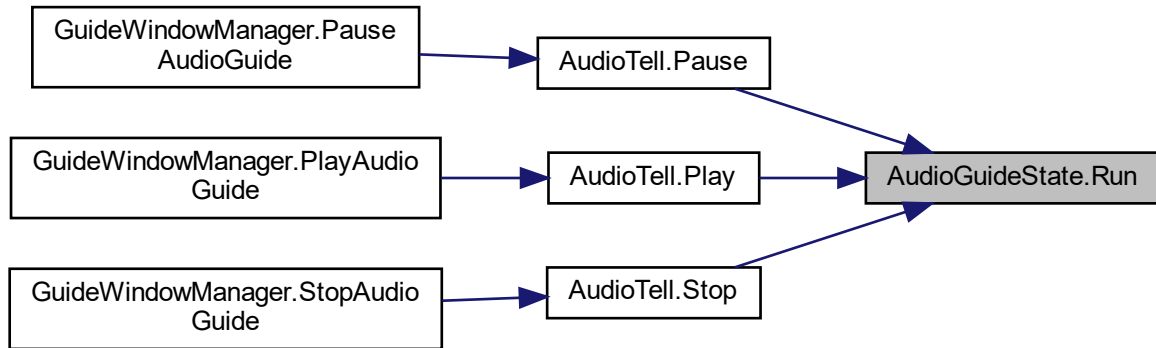 GuideWindowManager.Pause
AudioGuide
AudioTell.Pause
GuideWindowManager.PlayAudio
Guide
AudioTell.Play
AudioGuideState.Run
GuideWindowManager.StopAudio
Guide
AudioTell.Stop